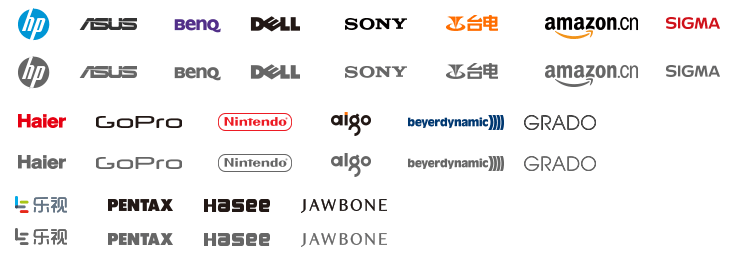 hp ASUS BenQ DELL SONY 台电 amazon.cn SIGMA
hp ASUS BenQ DELL SONY 台电 amazon.cn SIGMA
Haier GoPro Nintendo aigo beyerdynamic)))) GRADO
Haier GoPro Nintendo aigo beyerdynamic)))) GRADO
乐视 PENTAX Hasee JAWBONE
乐视 PENTAX Hasee JAWBONE